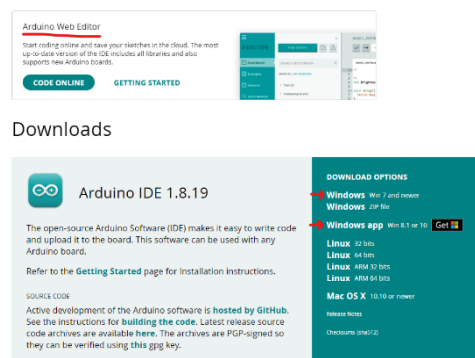 Arduino Web Editor
Start coding online and save your sketches in the cloud. The most
up-to-date version of the IDE includes all libraries and also
supports new Arduino boards.
CODE ONLINE GETTING STARTED
Downloads
Arduino IDE 1.8.19
The open-source Arduino Software (IDE) makes it easy to write code
and upload it to the board. This software can be used with any
Arduino board.
Refer to the Getting Started page for Installation instructions.
SOURCE CODE
Active development of the Arduino software is hosted by GitHub.
See the instructions for building the code. Latest release source
code archives are available here. The archives are PGP-signed so
they can be verified using this gpg key.
DOWNLOAD OPTIONS
Windows Win 7 and newer
Windows ZIP file
Windows app Win 8.1 or 10 Get
Linux 32 bits
Linux 64 bits
Linux ARM 32 bits
Linux ARM 64 bits
Mac OS X 10.10 or newer
Release Notes
Checksums (sha512)